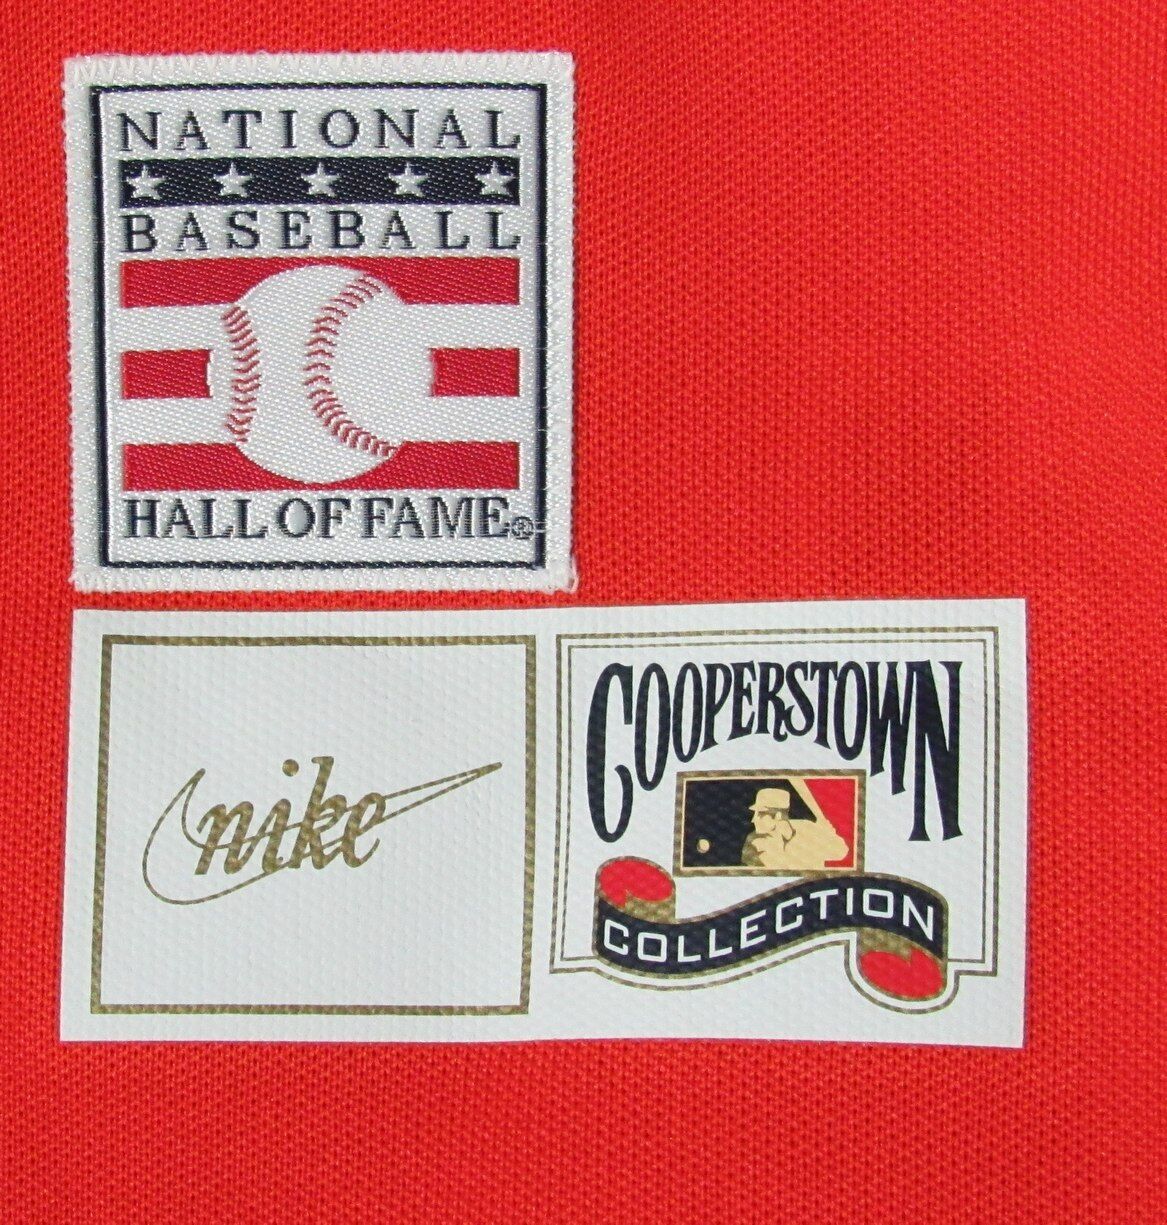 NATIONAL
BASEBALL
HALL OF FAME®
nike
COOPERSTOWN
COLLECTION